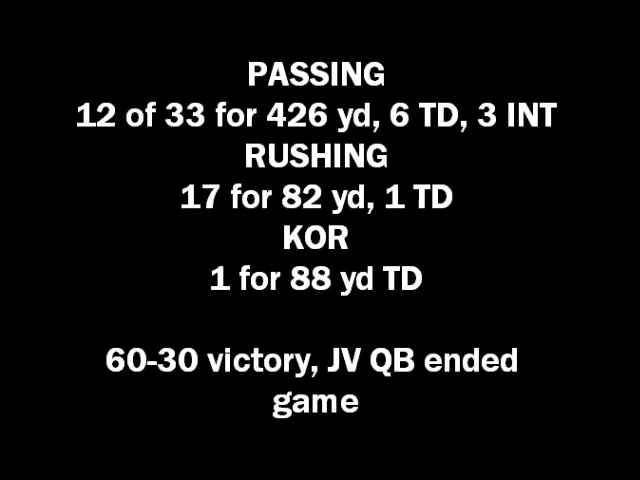 PASSING
12 of 33 for 426 yd, 6 TD, 3 INT
RUSHING
17 for 82 yd, 1 TD
KOR
1 for 88 yd TD
60-30 victory, JV QB ended
game